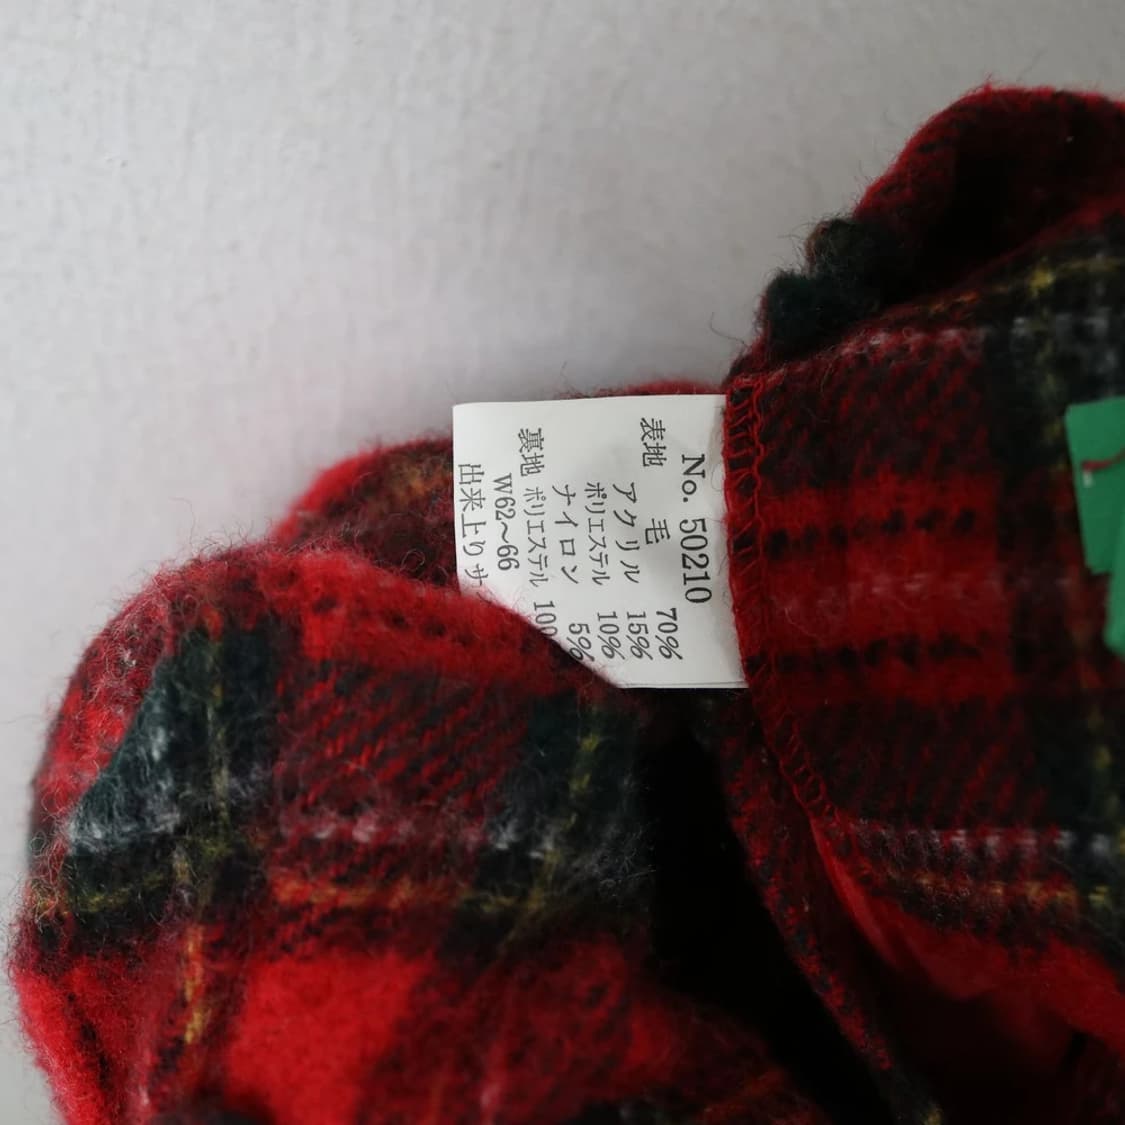 No. 50210
表地 毛 70%
アクリル 15%
ポリエステル 10%
ナイロン 5%
裏地 ポリエステル 100
W62～66
出来上りサ